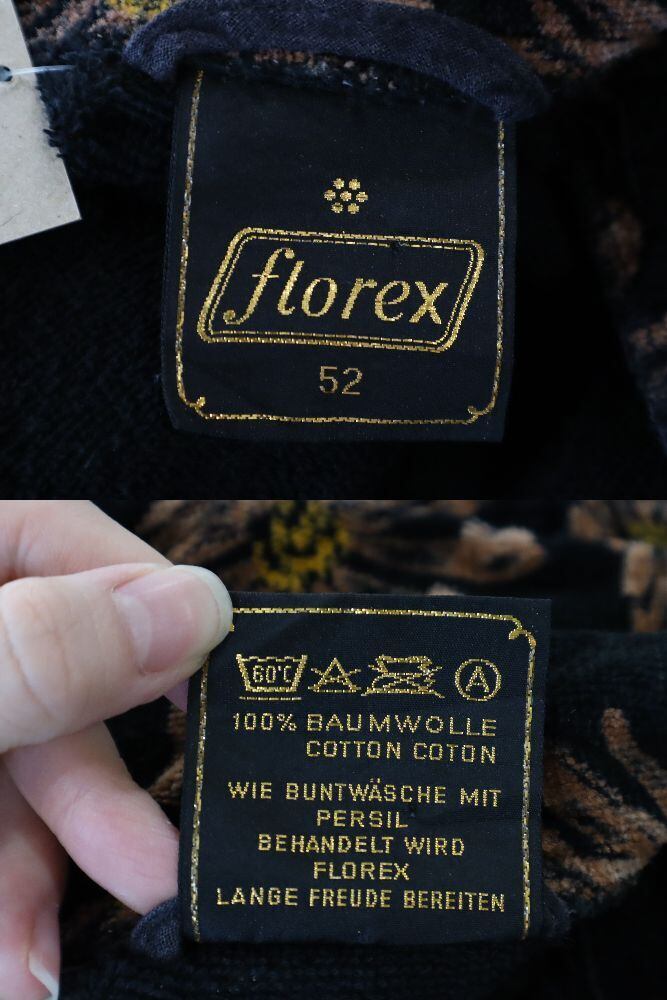 florex
52
60°C
A
100% BAUMWOLLE
COTTON COTON
WIE BUNTWÄSCHE MIT
PERSIL
BEHANDELT WIRD
FLOREX
LANGE FREUDE BEREITEN